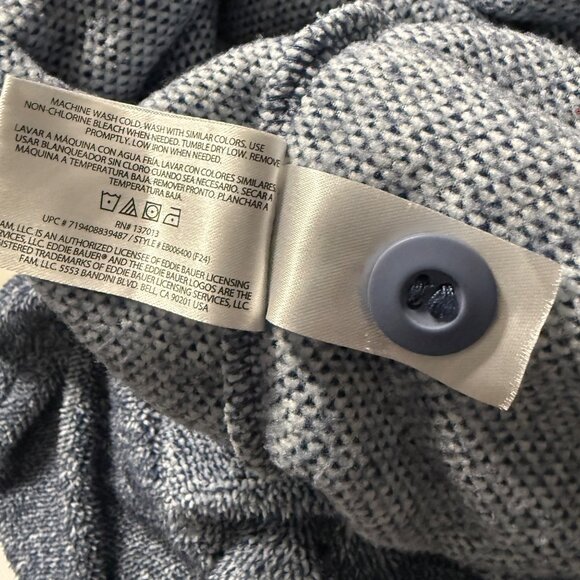 MACHINE WASH COLD. WASH WITH SIMILAR COLORS, USE
NON-CHLORINE BLEACH WHEN NEEDED. TUMBLE DRY LOW. REMOVE
PROMPTLY. LOW IRON WHEN NEEDED.
LAVAR A MÁQUINA CON AGUA FRÍA. LAVAR CON COLORES SIMILARES,
USAR BLANQUEADOR SIN CLORO CUANDO SEA NECESARIO. SECAR A
MÁQUINA A TEMPERATURA BAJA. REMOVER PRONTO. PLANCHAR A
TEMPERATURA BAJA.
RN# 137013
UPC # 719408839487 / STYLE # EB006400 (F24)
FAM, LLC. IS AN AUTHORIZED LICENSEE OF EDDIE BAUER LICENSING
SERVICES, LLC. EDDIE BAUER® AND THE EDDIE BAUER LOGOS ARE THE
REGISTERED TRADEMARKS OF EDDIE BAUER LICENSING SERVICES, LLC.
FAM, LLC. 5553 BANDINI BLVD. BELL, CA 90201 USA